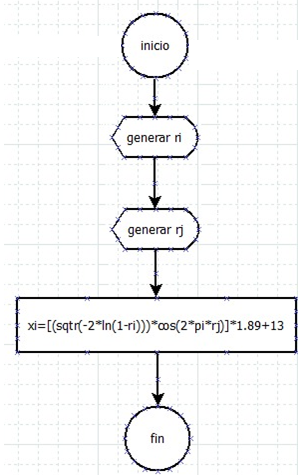 inicio
generar ri
generar rj
xi=[(sqtr(-2*ln(1-ri)))*cos(2*pi*rj)]*1.89+13
fin